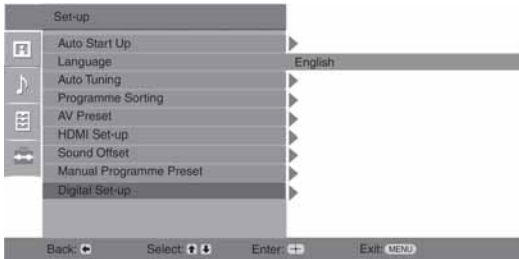 Set-up
Auto Start Up
Language English
Auto Tuning
Programme Sorting
AV Preset
HDMI Set-up
Sound Offset
Manual Programme Preset
Digital Set-up
Back: Select: Enter: Exit: MENU